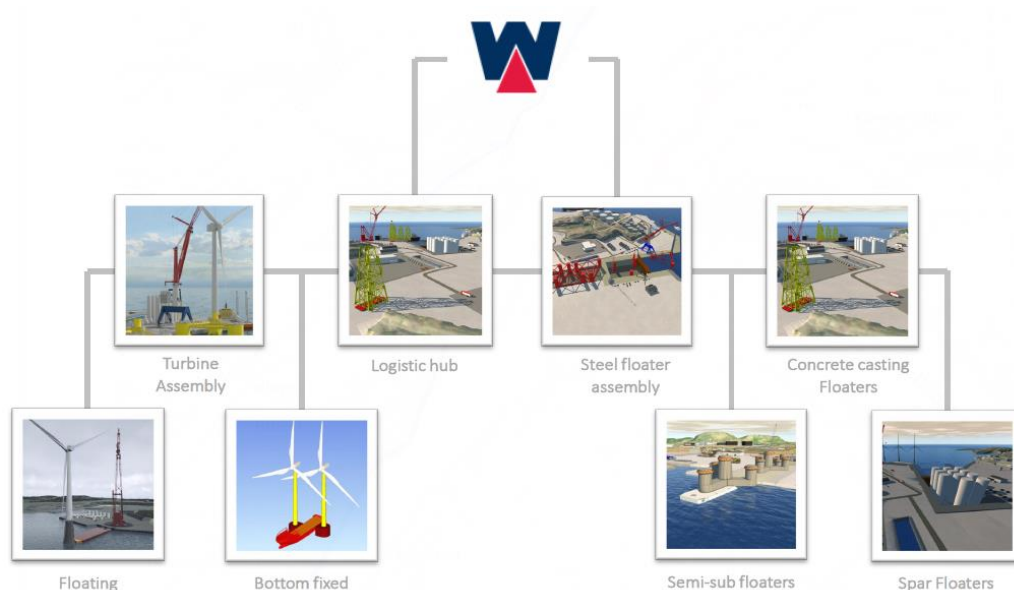 W
Turbine
Assembly
Logistic hub
Steel floater
assembly
Concrete casting
Floaters
Floating
Bottom fixed
Semi-sub floaters
Spar Floaters